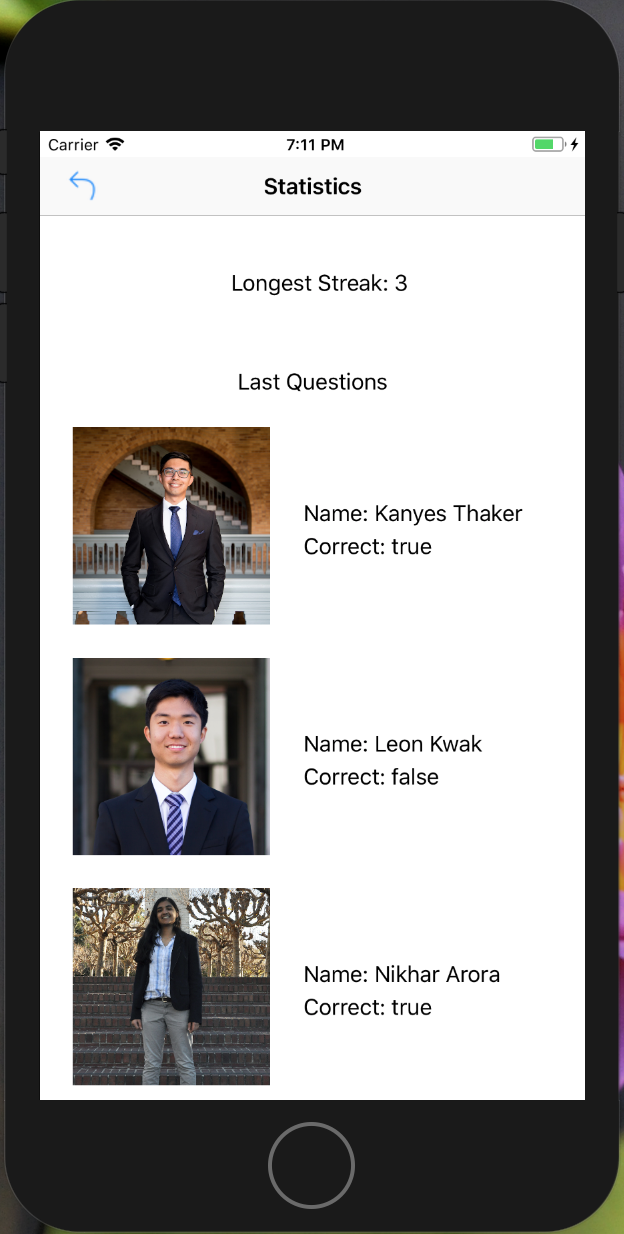 Carrier
7:11 PM
Statistics
Longest Streak: 3
Last Questions
Name: Kanyes Thaker
Correct: true
Name: Leon Kwak
Correct: false
Name: Nikhar Arora
Correct: true